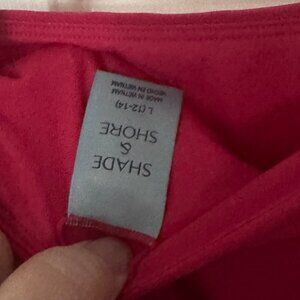 SHADE
&
SHORE
L (12-14)
MADE IN VIETNAM
HECHO EN VIETNAM